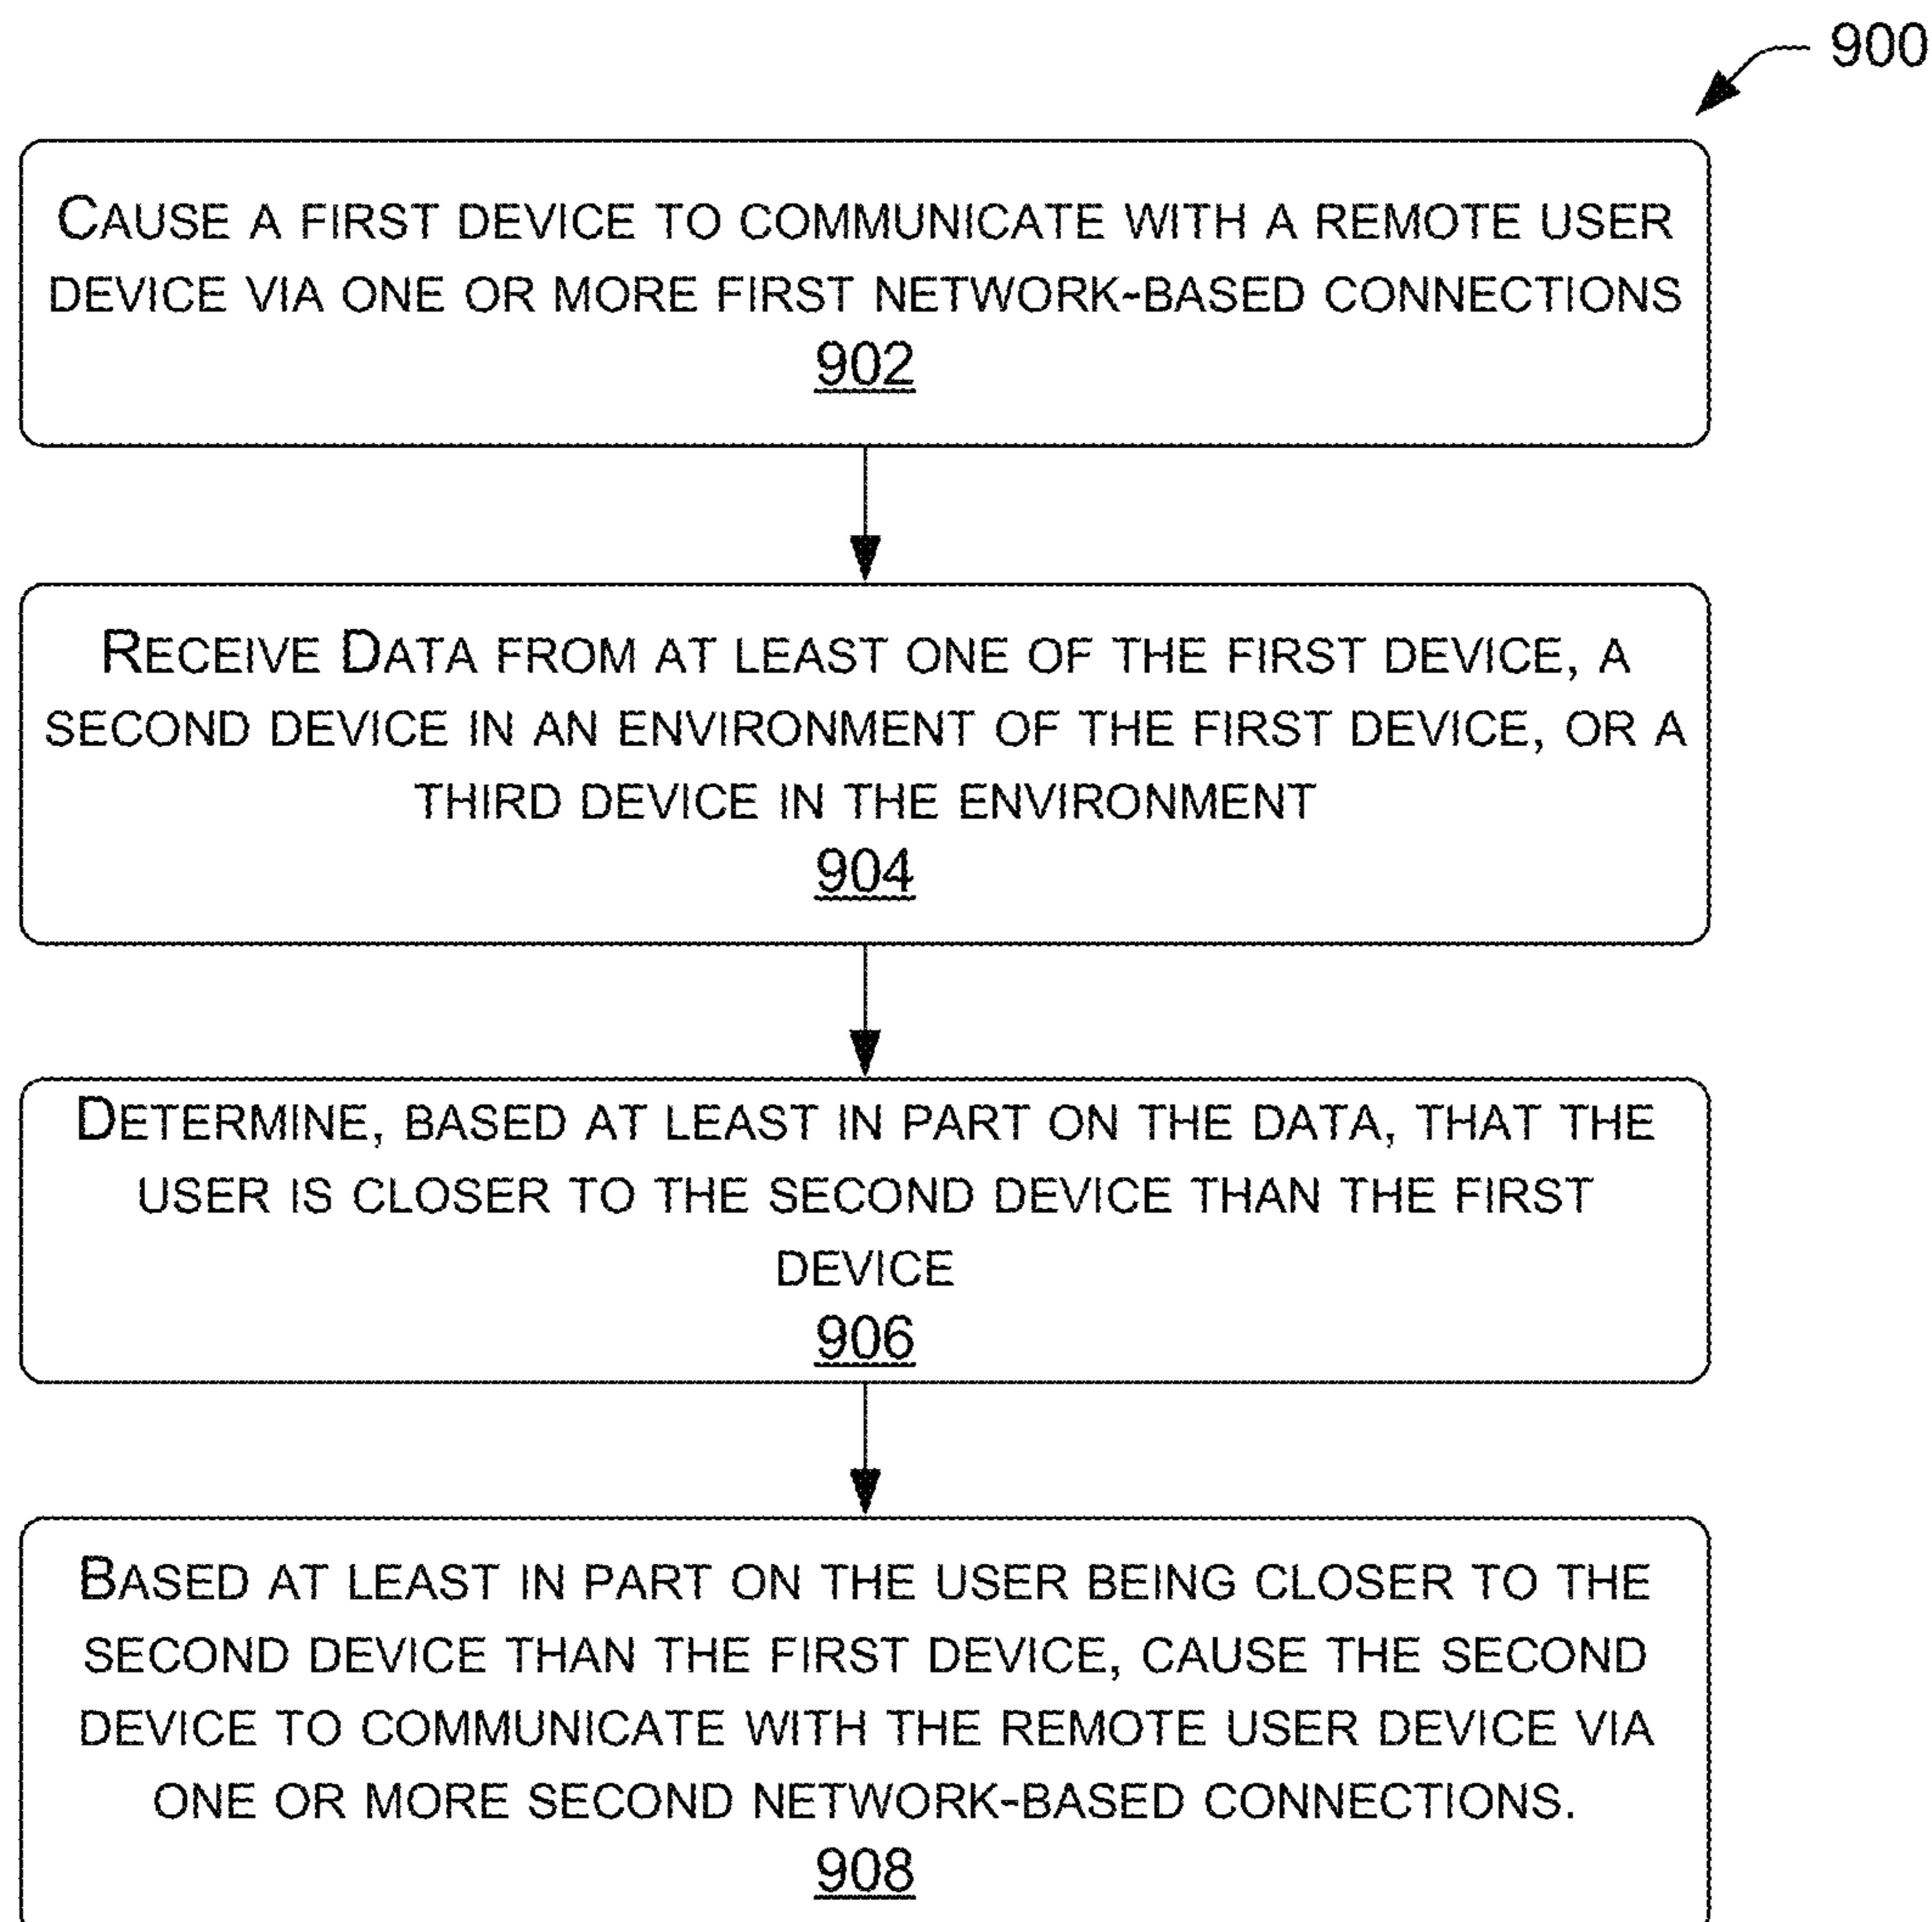 900
CAUSE A FIRST DEVICE TO COMMUNICATE WITH A REMOTE USER
DEVICE VIA ONE OR MORE FIRST NETWORK-BASED CONNECTIONS
902
RECEIVE DATA FROM AT LEAST ONE OF THE FIRST DEVICE, A
SECOND DEVICE IN AN ENVIRONMENT OF THE FIRST DEVICE, OR A
THIRD DEVICE IN THE ENVIRONMENT
904
DETERMINE, BASED AT LEAST IN PART ON THE DATA, THAT THE
USER IS CLOSER TO THE SECOND DEVICE THAN THE FIRST
DEVICE
906
BASED AT LEAST IN PART ON THE USER BEING CLOSER TO THE
SECOND DEVICE THAN THE FIRST DEVICE, CAUSE THE SECOND
DEVICE TO COMMUNICATE WITH THE REMOTE USER DEVICE VIA
ONE OR MORE SECOND NETWORK-BASED CONNECTIONS.
908